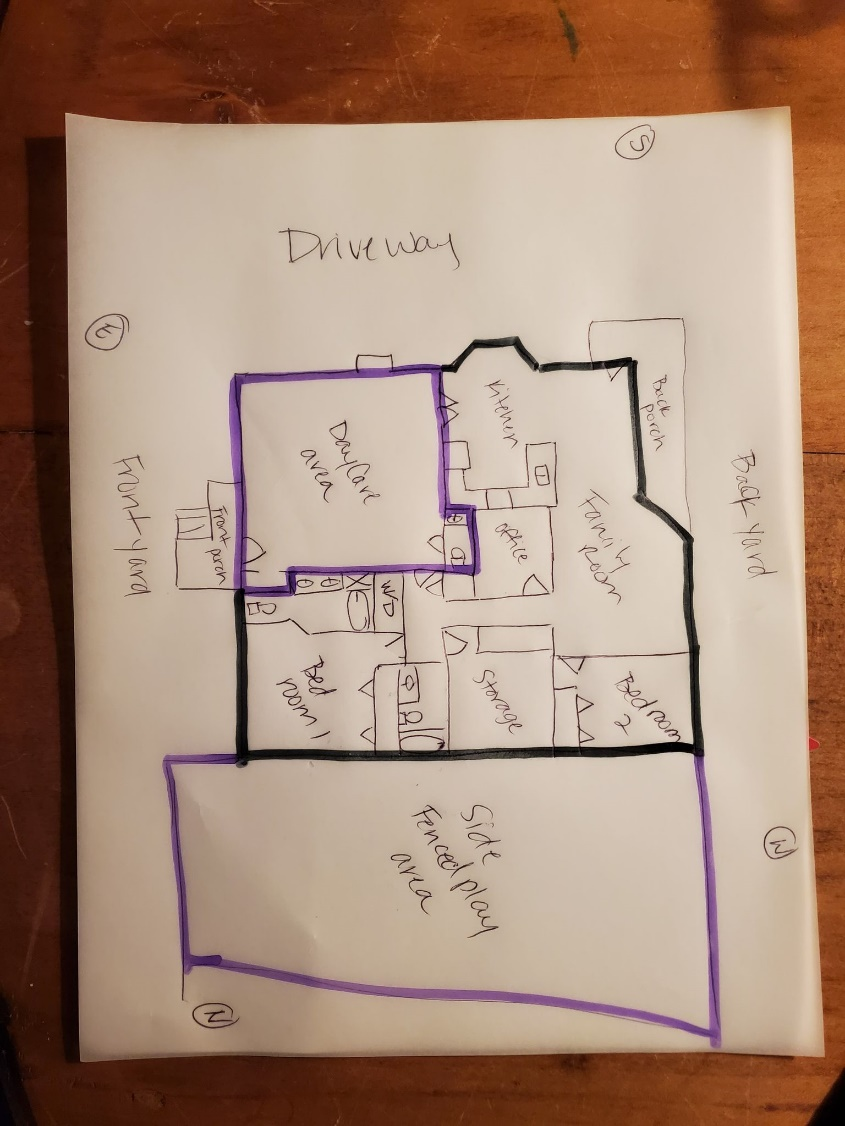 S
Driveway
E
Kitchen
Back
porch
Daycare
area
Back yard
Front yard
Front
porch
office
Family
room
W/D
Bed
room 1
Storage
Bedroom
2
Side
Fenced play
area
W
N